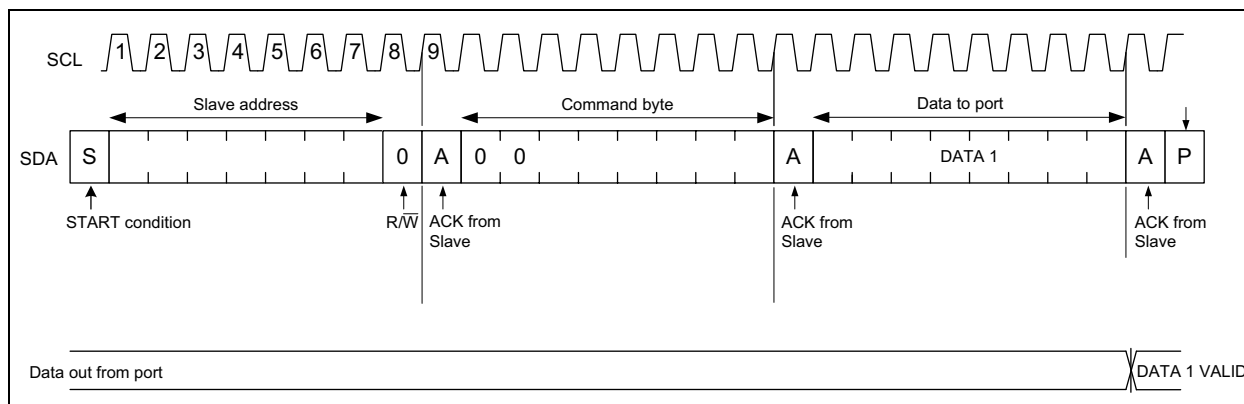 SCL 1 2 3 4 5 6 7 8 9
Slave address Command byte Data to port
SDA S 0 A 0 0 A DATA 1 A P
START condition R/W̅ ACK from Slave ACK from Slave ACK from Slave
Data out from port DATA 1 VALID